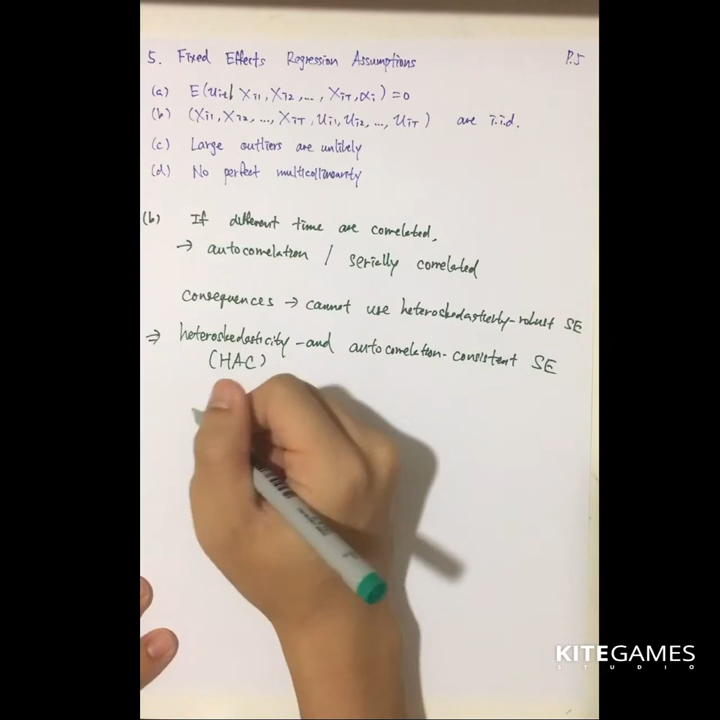 5. Fixed Effects Regression Assumptions
P.5
(a) E(uit| Xi1, Xi2, ..., XiT, αi) = 0
(b) (Xi1, Xi2, ..., XiT, ui1, ui2, ..., uiT) are i.i.d.
(c) Large outliers are unlikely
(d) No perfect multicollinearity
(b) If different time are correlated,
→ autocorrelation / serially correlated
Consequences → cannot use heteroskedasticity-robust SE
⇒ heteroskedasticity-and autocorrelation-consistent SE
(HAC)
KITEGAMES
STUDIO